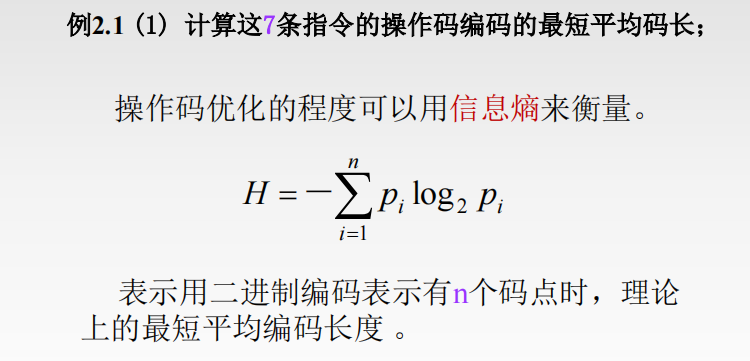 例2.1 (1) 计算这7条指令的操作码编码的最短平均码长；
操作码优化的程度可以用信息熵来衡量。
H = −∑_{i=1}^{n} p_i log_2 p_i
表示用二进制编码表示有n个码点时，理论
上的最短平均编码长度 。